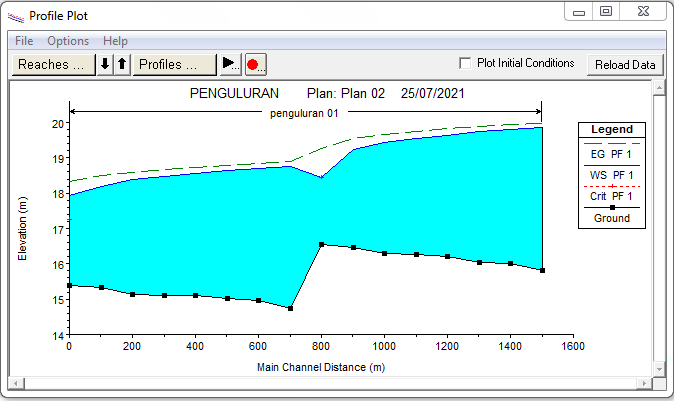 Profile Plot
File Options Help
Reaches ... Profiles ... ... ... Plot Initial Conditions Reload Data
PENGULURAN Plan: Plan 02 25/07/2021
penguluran 01
20
19
18
17
16
15
14
Elevation (m)
0 200 400 600 800 1000 1200 1400 1600
Main Channel Distance (m)
Legend
EG PF 1
WS PF 1
Crit PF 1
Ground